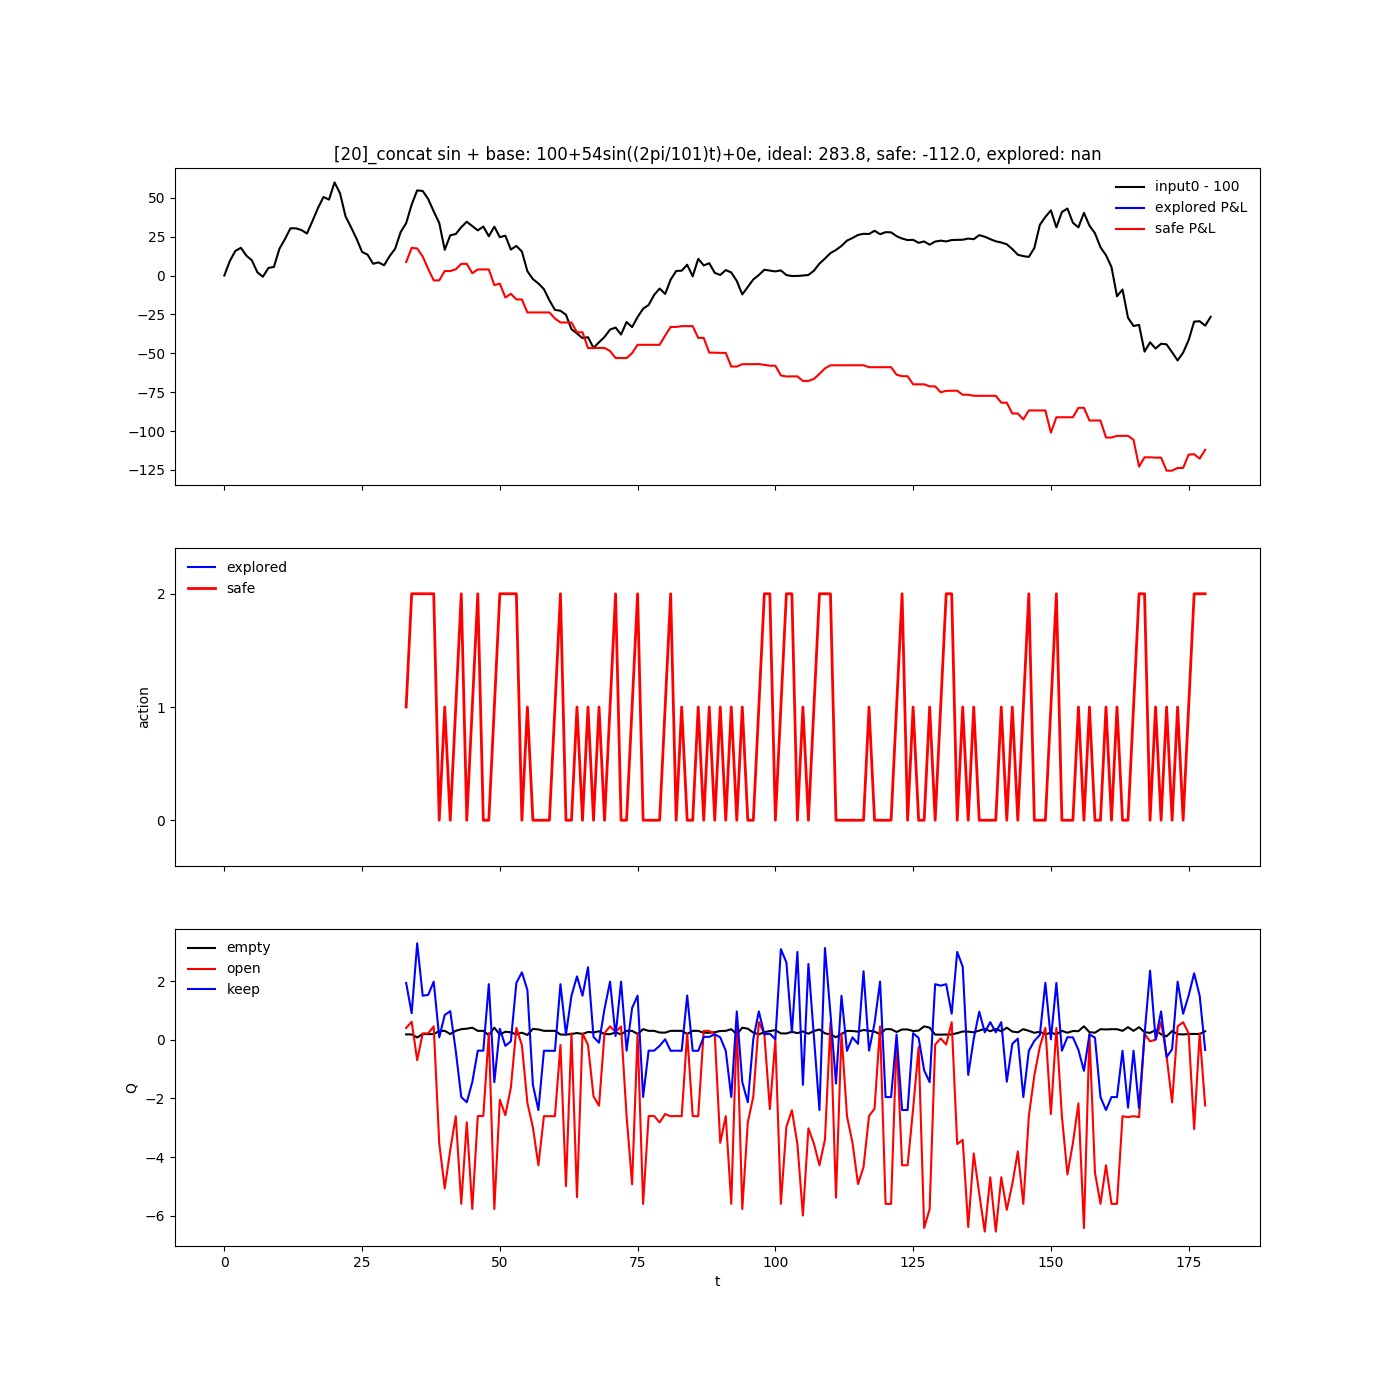 [20]_concat sin + base: 100+54sin((2pi/101)t)+0e, ideal: 283.8, safe: -112.0, explored: nan
input0 - 100
explored P&L
safe P&L
50
25
0
−25
−50
−75
−100
−125
explored
safe
2
1
0
action
empty
open
keep
2
0
−2
−4
−6
Q
0 25 50 75 100 125 150 175
t